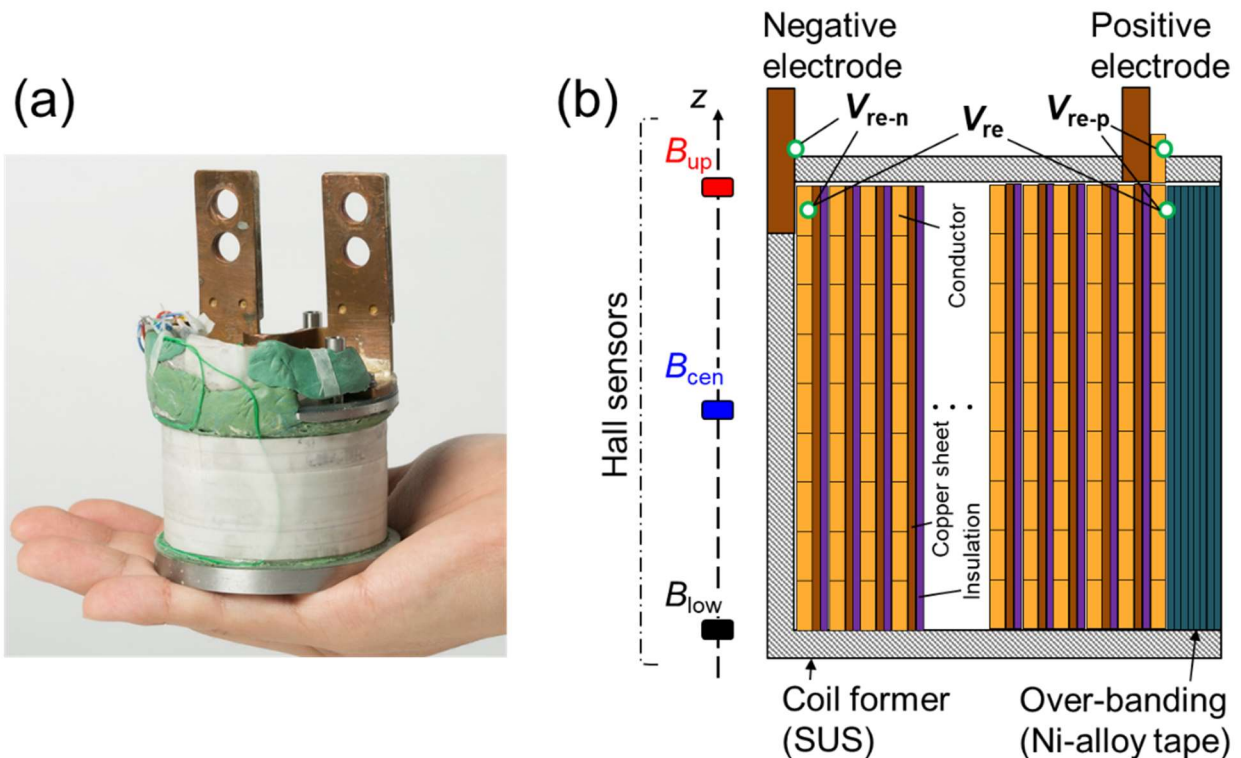 (a)
(b)
Negative
electrode
Positive
electrode
z
V re-n
V re
V re-p
B up
B cen
B low
Hall sensors
Conductor
Copper sheet
Insulation
Coil former
(SUS)
Over-banding
(Ni-alloy tape)